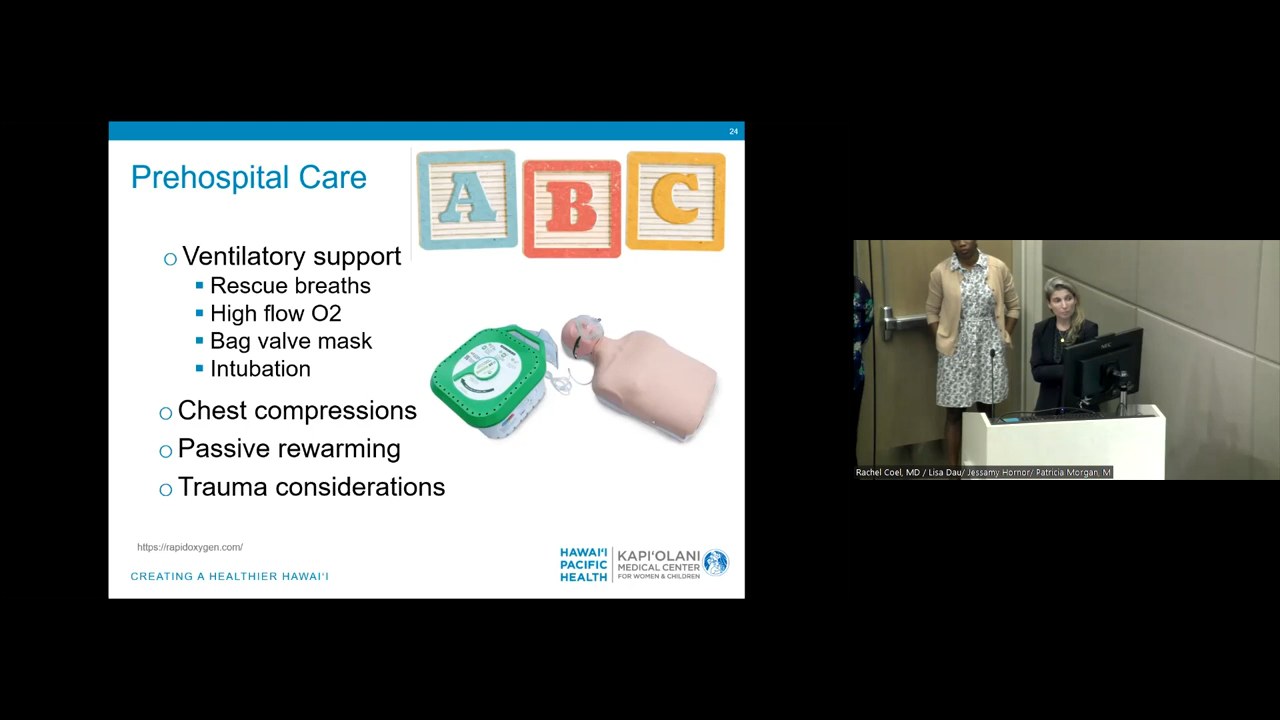 24
Prehospital Care
A B C
Ventilatory support
Rescue breaths
High flow O2
Bag valve mask
Intubation
Chest compressions
Passive rewarming
Trauma considerations
https://rapidoxygen.com/
CREATING A HEALTHIER HAWAI‘I
HAWAI‘I
PACIFIC
HEALTH
KAPI‘OLANI
MEDICAL CENTER
FOR WOMEN & CHILDREN
NEC
Rachel Coel, MD / Lisa Dau/ Jessamy Hornor/ Patricia Morgan, M